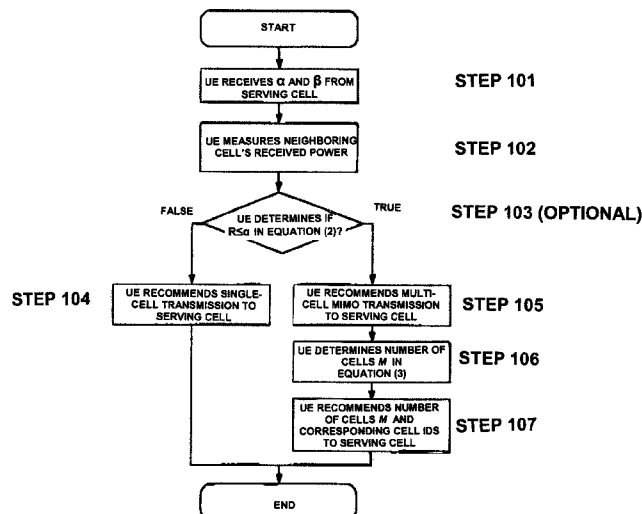 START
UE RECEIVES α AND β FROM
SERVING CELL
STEP 101
UE MEASURES NEIGHBORING
CELL'S RECEIVED POWER
STEP 102
FALSE
TRUE
UE DETERMINES IF
R≤α IN EQUATION (2)?
STEP 103 (OPTIONAL)
STEP 104
UE RECOMMENDS SINGLE-
CELL TRANSMISSION TO
SERVING CELL
UE RECOMMENDS MULTI-
CELL MIMO TRANSMISSION
TO SERVING CELL
STEP 105
UE DETERMINES NUMBER OF
CELLS M IN
EQUATION (3)
STEP 106
UE RECOMMENDS NUMBER
OF CELLS M AND
CORRESPONDING CELL IDS
TO SERVING CELL
STEP 107
END